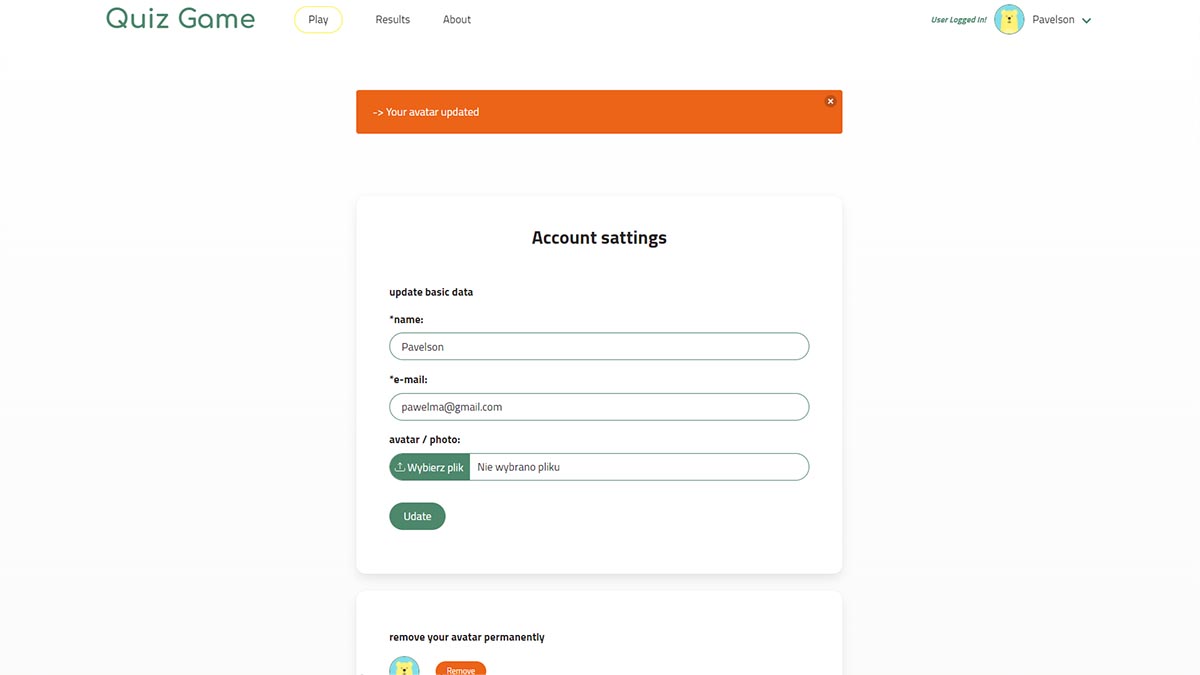 Quiz Game
Play
Results
About
User Logged In!
Pavelson
-> Your avatar updated
Account sattings
update basic data
*name:
Pavelson
*e-mail:
pawelma@gmail.com
avatar / photo:
Wybierz plik
Nie wybrano pliku
Udate
remove your avatar permanently
Remove